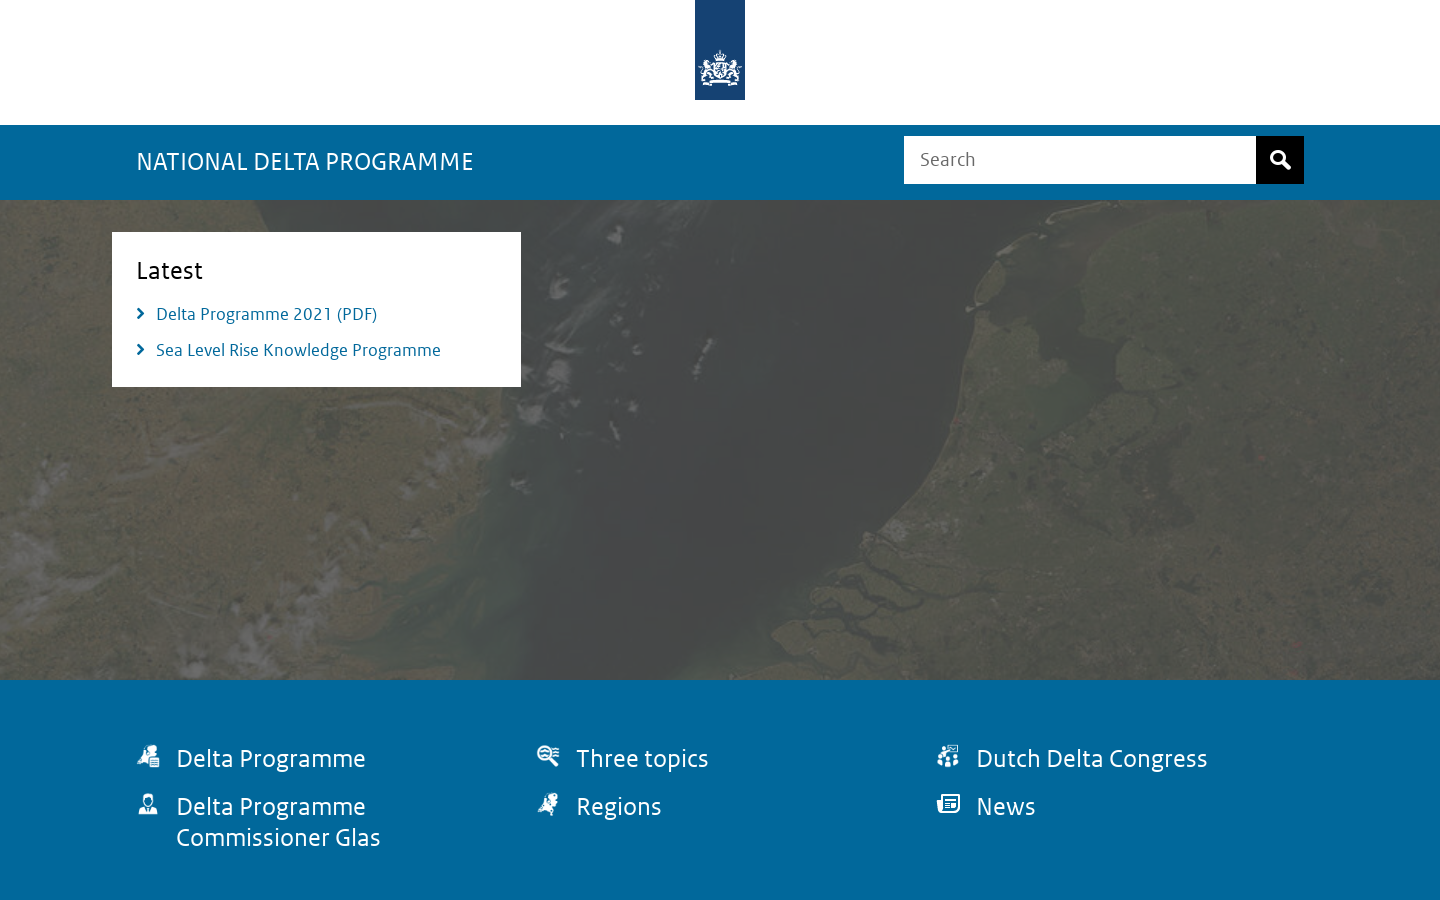 NATIONAL DELTA PROGRAMME
Search
Latest
Delta Programme 2021 (PDF)
Sea Level Rise Knowledge Programme
Delta Programme
Three topics
Dutch Delta Congress
Delta Programme
Commissioner Glas
Regions
News